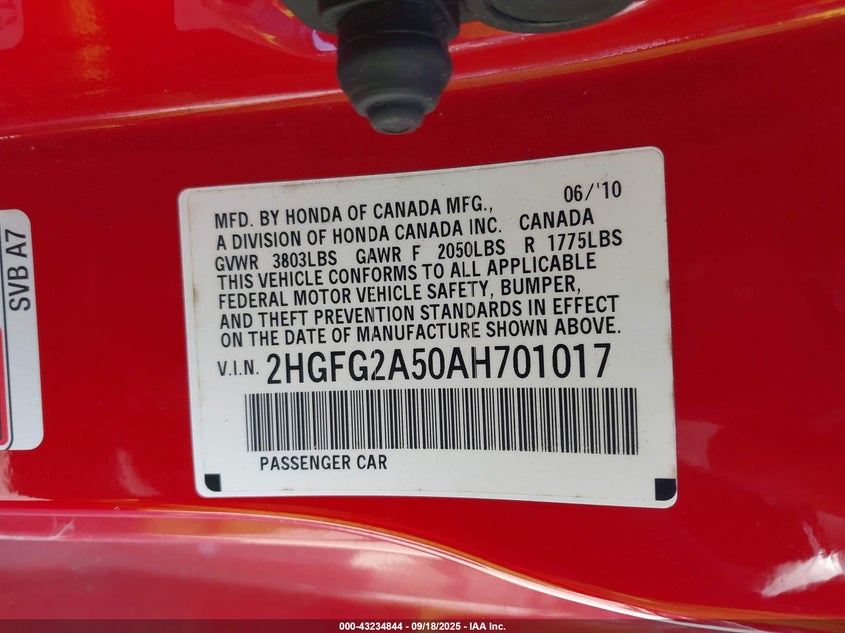 06/'10
MFD. BY HONDA OF CANADA MFG.,
A DIVISION OF HONDA CANADA INC. CANADA
GVWR 3803LBS GAWR F 2050LBS R 1775LBS
THIS VEHICLE CONFORMS TO ALL APPLICABLE
FEDERAL MOTOR VEHICLE SAFETY, BUMPER,
AND THEFT PREVENTION STANDARDS IN EFFECT
ON THE DATE OF MANUFACTURE SHOWN ABOVE.
V.I.N. 2HGFG2A50AH701017
PASSENGER CAR
SVB A7
000-43234844 - 09/18/2025 - IAA Inc.